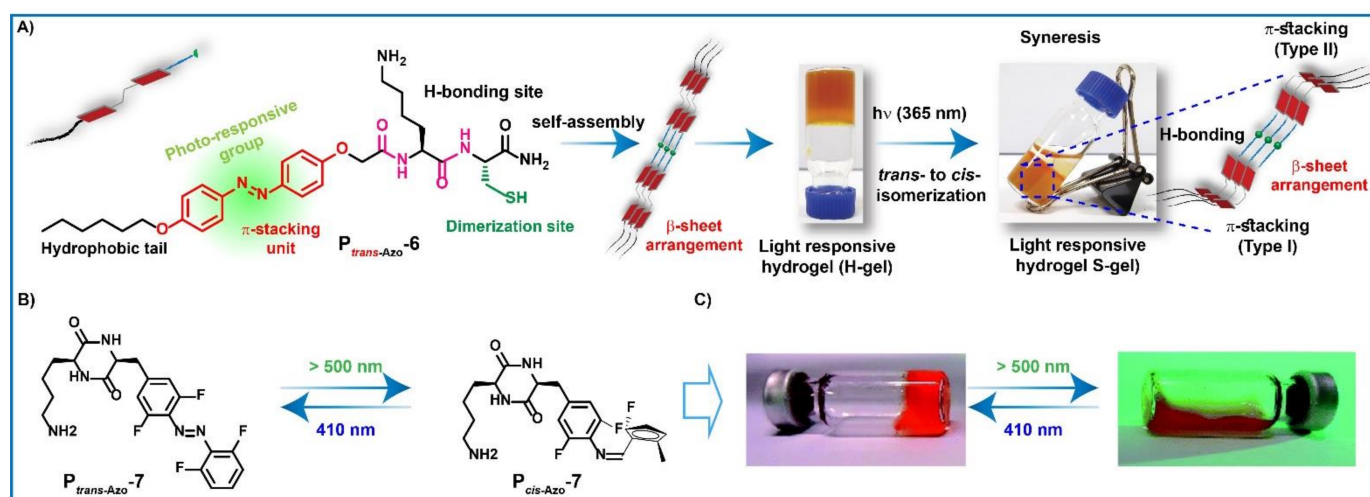 A)
Photo-responsive
group
Hydrophobic tail
O
N
N
π-stacking
unit
O
O
NH2
H-bonding site
H
N
O
N
H
O
NH2
SH
Dimerization site
Ptrans-Azo-6
self-assembly
β-sheet
arrangement
Light responsive
hydrogel (H-gel)
hν (365 nm)
trans- to cis-
isomerization
Syneresis
Light responsive
hydrogel S-gel)
π-stacking
(Type II)
H-bonding
β-sheet
arrangement
π-stacking
(Type I)
B)
O
NH
HN
O
NH2
F
F
N
N
F
F
Ptrans-Azo-7
> 500 nm
410 nm
O
NH
HN
O
NH2
F
F
F
N
Pcis-Azo-7
C)
> 500 nm
410 nm